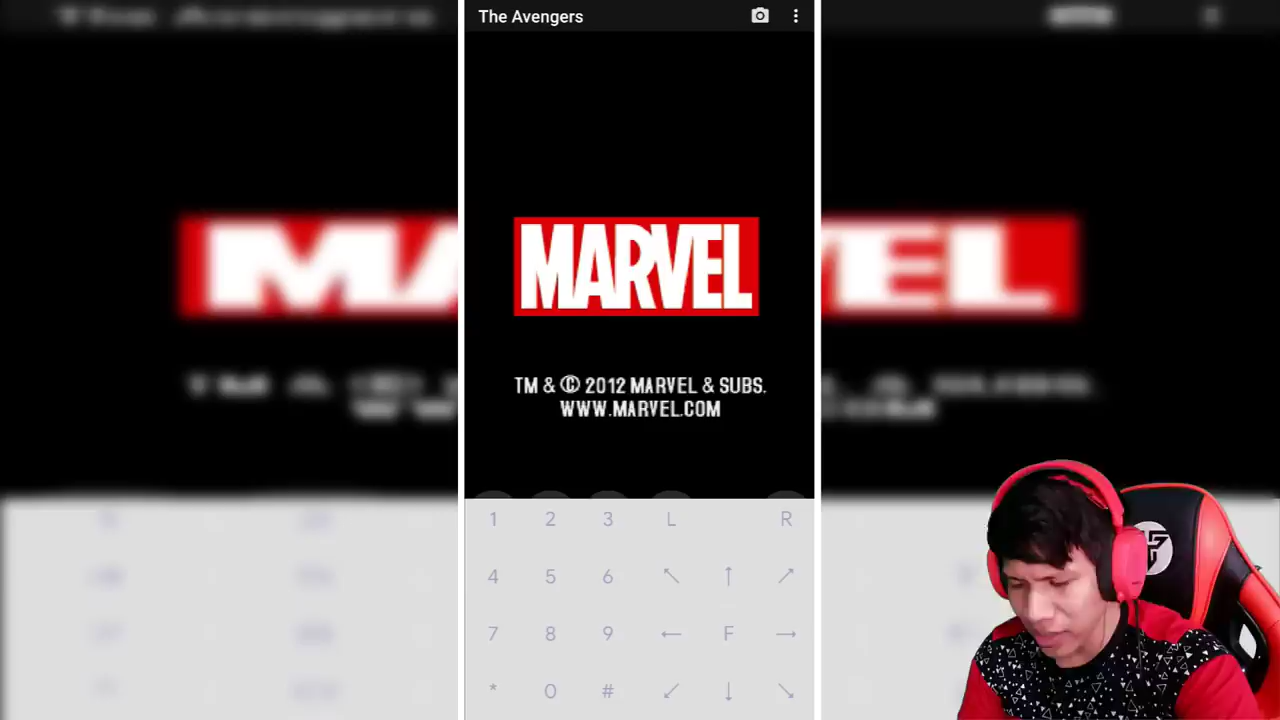 The Avengers
MARVEL
TM & © 2012 MARVEL & SUBS.
WWW.MARVEL.COM
1 2 3 L R
4 5 6 ↖ ↑ ↗
7 8 9 ← F →
* 0 # ↙ ↓ ↘